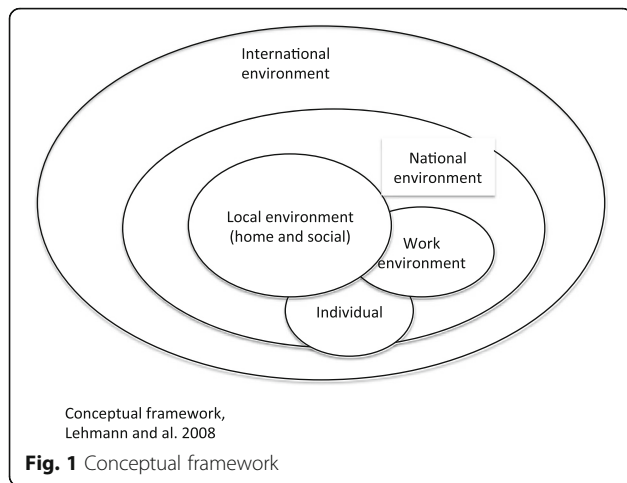 International
environment
National
environment
Local environment
(home and social)
Work
environment
Individual
Conceptual framework,
Lehmann and al. 2008
Fig. 1 Conceptual framework